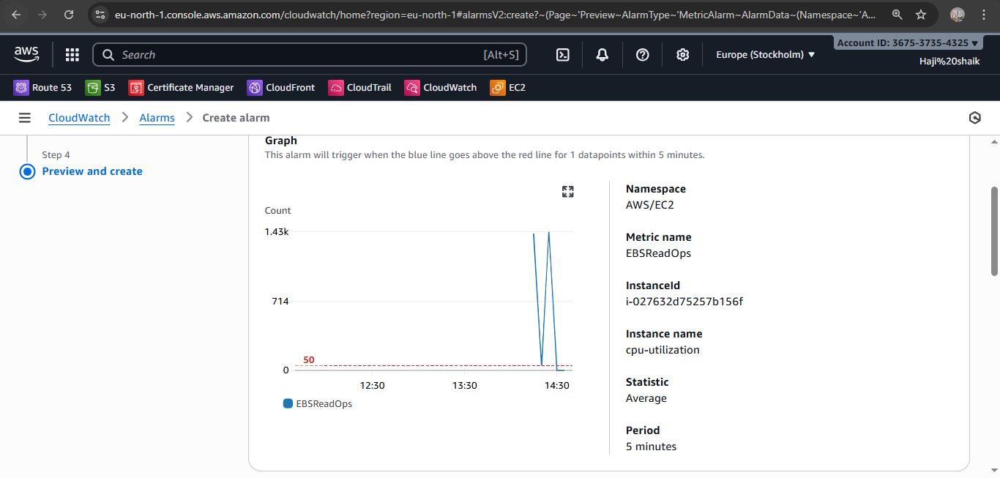 eu-north-1.console.aws.amazon.com/cloudwatch/home?region=eu-north-1#alarmsV2:create?~(Page~'Preview~AlarmType~'MetricAlarm~AlarmData~(Namespace~'A...
aws
Search [Alt+S]
Europe (Stockholm)
Account ID: 3675-3735-4325
Haji%20shaik
Route 53 S3 Certificate Manager CloudFront CloudTrail CloudWatch EC2
CloudWatch > Alarms > Create alarm
Step 4
Preview and create
Graph
This alarm will trigger when the blue line goes above the red line for 1 datapoints within 5 minutes.
Count
1.43k
714
50
0
12:30 13:30 14:30
EBSReadOps
Namespace
AWS/EC2
Metric name
EBSReadOps
InstanceId
i-027632d75257b156f
Instance name
cpu-utilization
Statistic
Average
Period
5 minutes